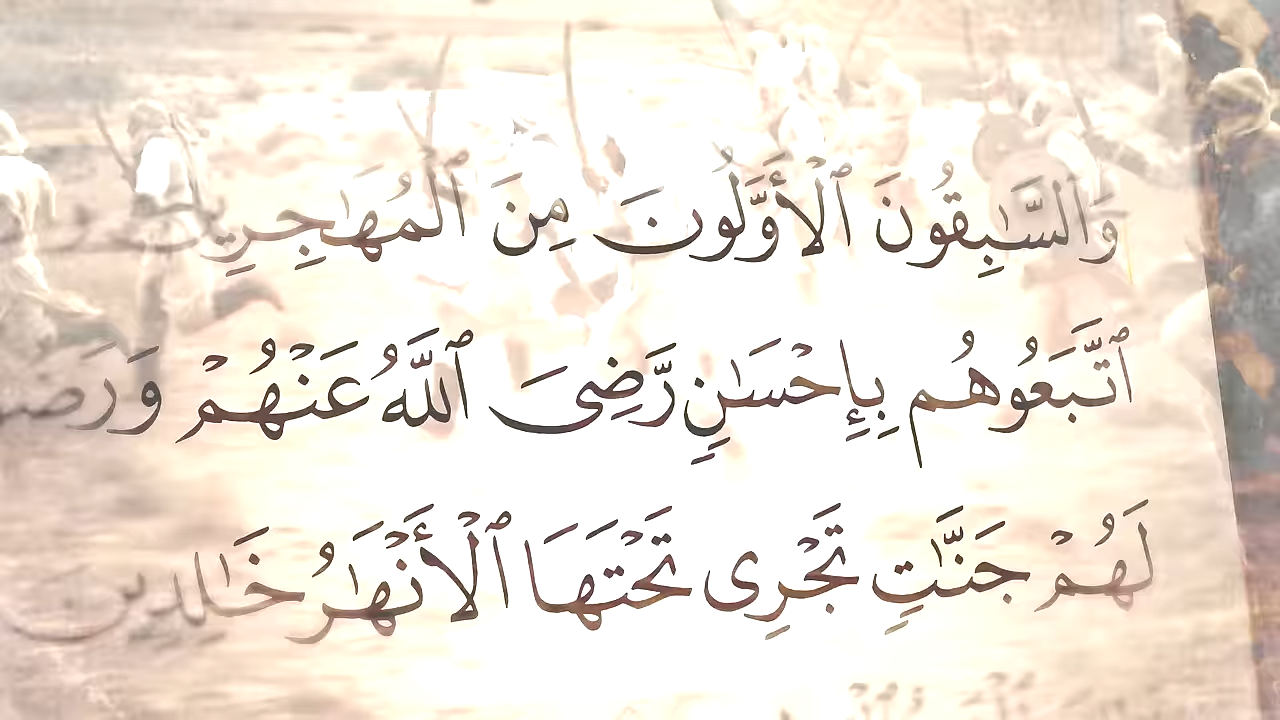 وَٱلسَّٰبِقُونَ ٱلْأَوَّلُونَ مِنَ ٱلْمُهَٰجِرِينَ
ٱتَّبَعُوهُم بِإِحْسَٰنٍ رَّضِىَ ٱللَّهُ عَنْهُمْ وَرَضُ
لَهُمْ جَنَّٰتٍ تَجْرِى تَحْتَهَا ٱلْأَنْهَٰرُ خَٰلِدِينَ